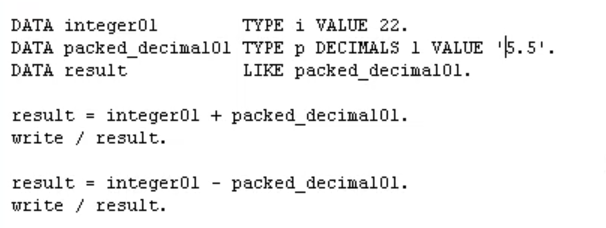 DATA integer01 TYPE i VALUE 22.
DATA packed_decimal01 TYPE p DECIMALS 1 VALUE '5.5'.
DATA result LIKE packed_decimal01.
result = integer01 + packed_decimal01.
write / result.
result = integer01 - packed_decimal01.
write / result.